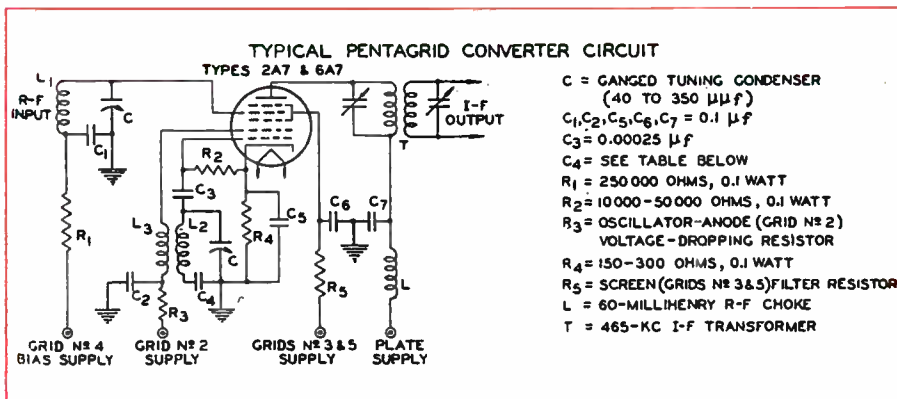 TYPICAL PENTAGRID CONVERTER CIRCUIT
TYPES 2A7 & 6A7
L1
R-F
INPUT
C
C1
R1
R2
C3
L3
L2
C
R4
C5
C2
C4
R3
C6
C7
R5
L
T
I-F
OUTPUT
GRID Nº 4
BIAS SUPPLY
GRID Nº 2
SUPPLY
GRIDS Nº 3 & 5
SUPPLY
PLATE
SUPPLY
C = GANGED TUNING CONDENSER
(40 TO 350 µµf)
C1,C2,C5,C6,C7 = 0.1 µf
C3 = 0.00025 µf
C4 = SEE TABLE BELOW
R1 = 250000 OHMS, 0.1 WATT
R2 = 10000-50000 OHMS, 0.1 WATT
R3 = OSCILLATOR-ANODE (GRID Nº 2)
VOLTAGE-DROPPING RESISTOR
R4 = 150-300 OHMS, 0.1 WATT
R5 = SCREEN (GRIDS Nº 3&5) FILTER RESISTOR
L = 60-MILLIHENRY R-F CHOKE
T = 465-KC I-F TRANSFORMER